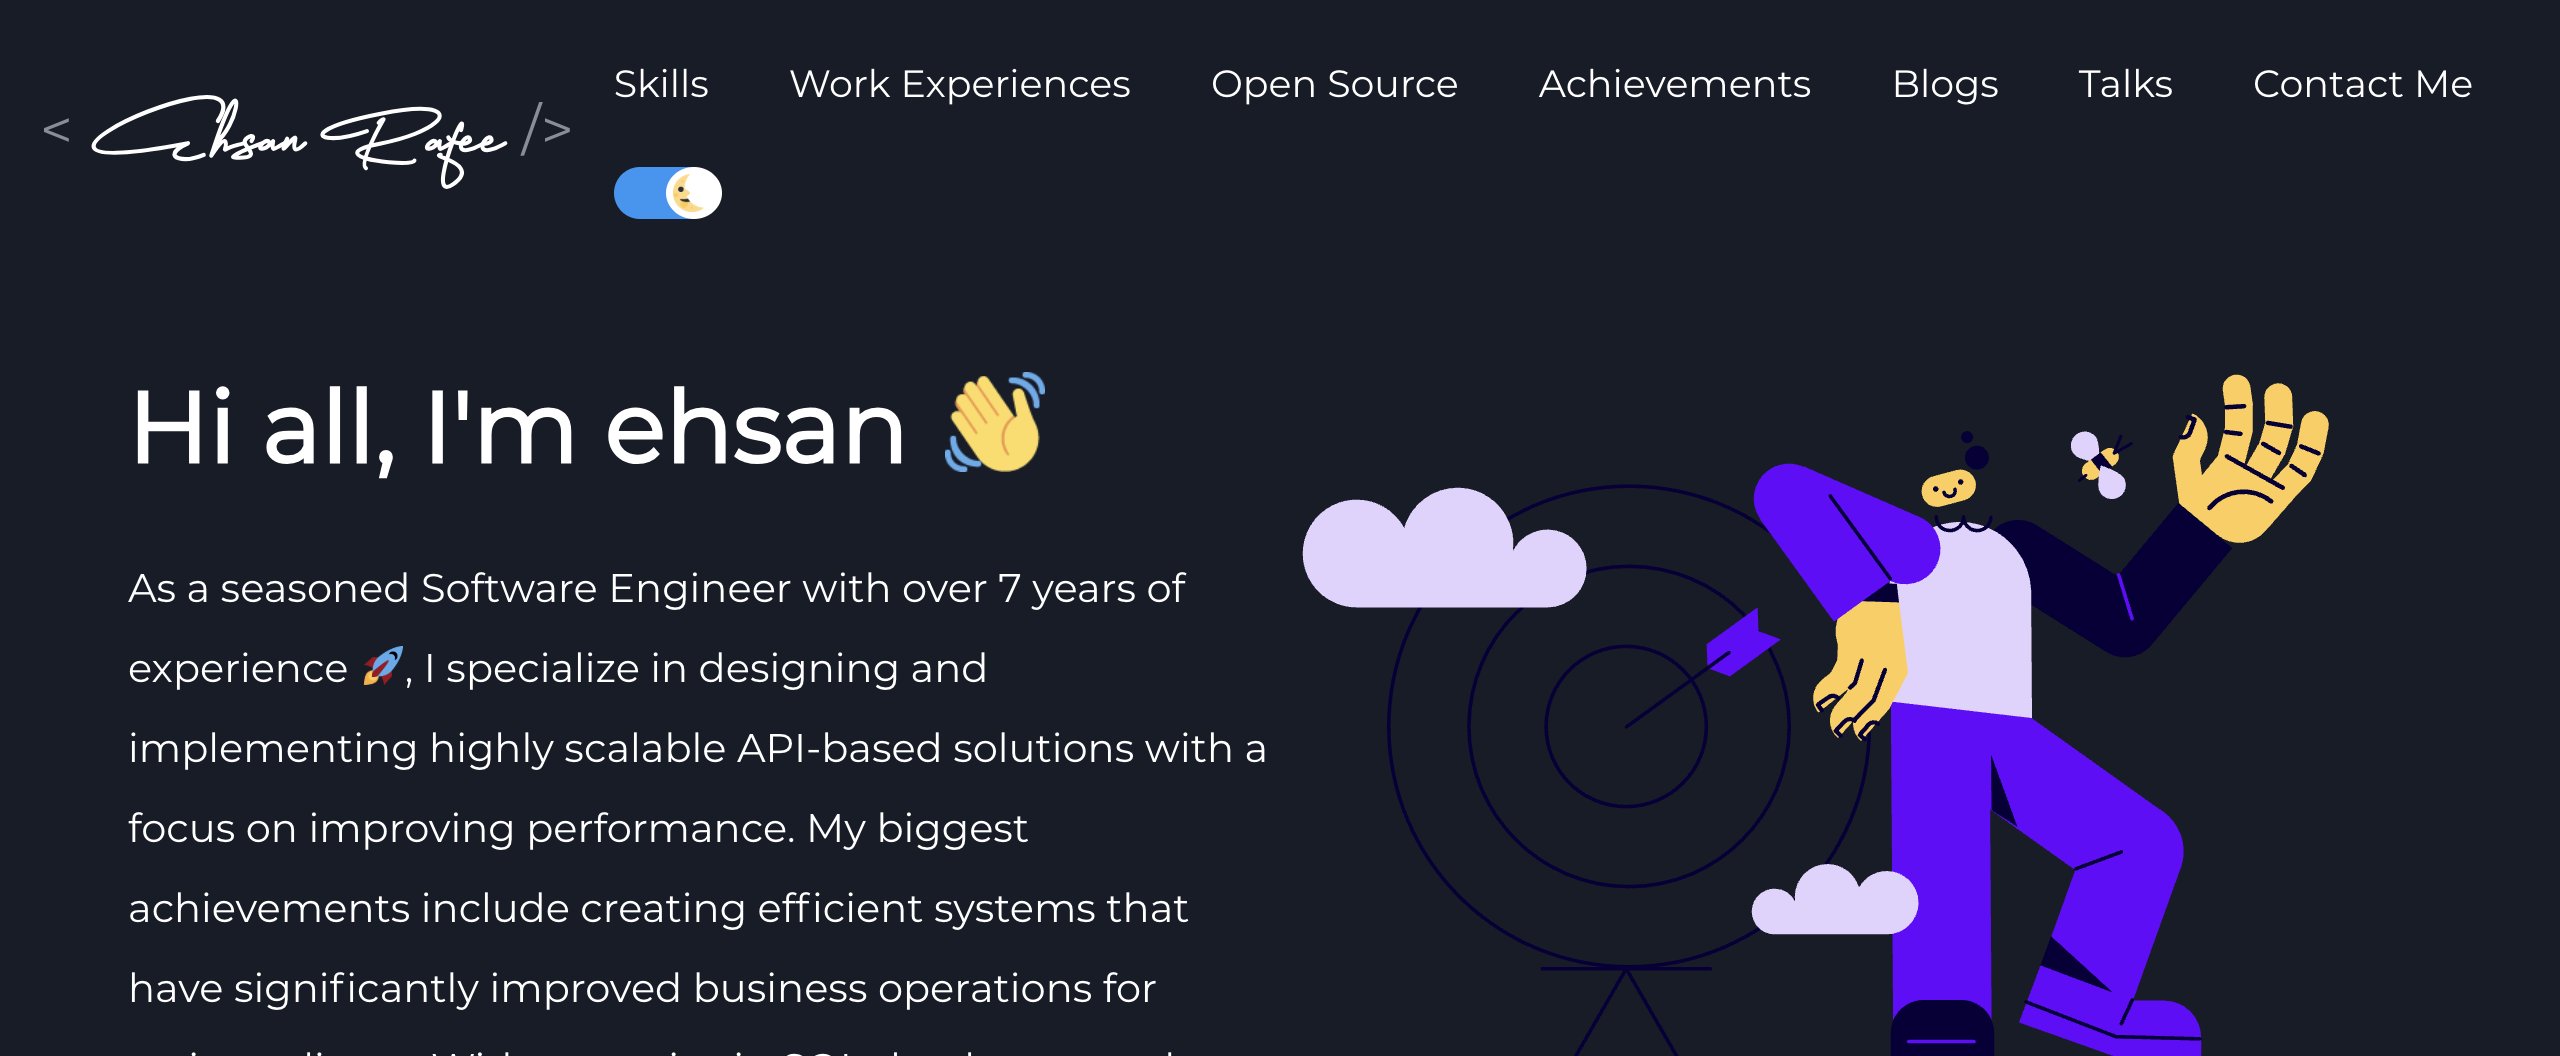 < Ehsan Rafee />
Skills Work Experiences Open Source Achievements Blogs Talks Contact Me
Hi all, I'm ehsan 👋
As a seasoned Software Engineer with over 7 years of
experience 🚀, I specialize in designing and
implementing highly scalable API-based solutions with a
focus on improving performance. My biggest
achievements include creating efficient systems that
have significantly improved business operations for